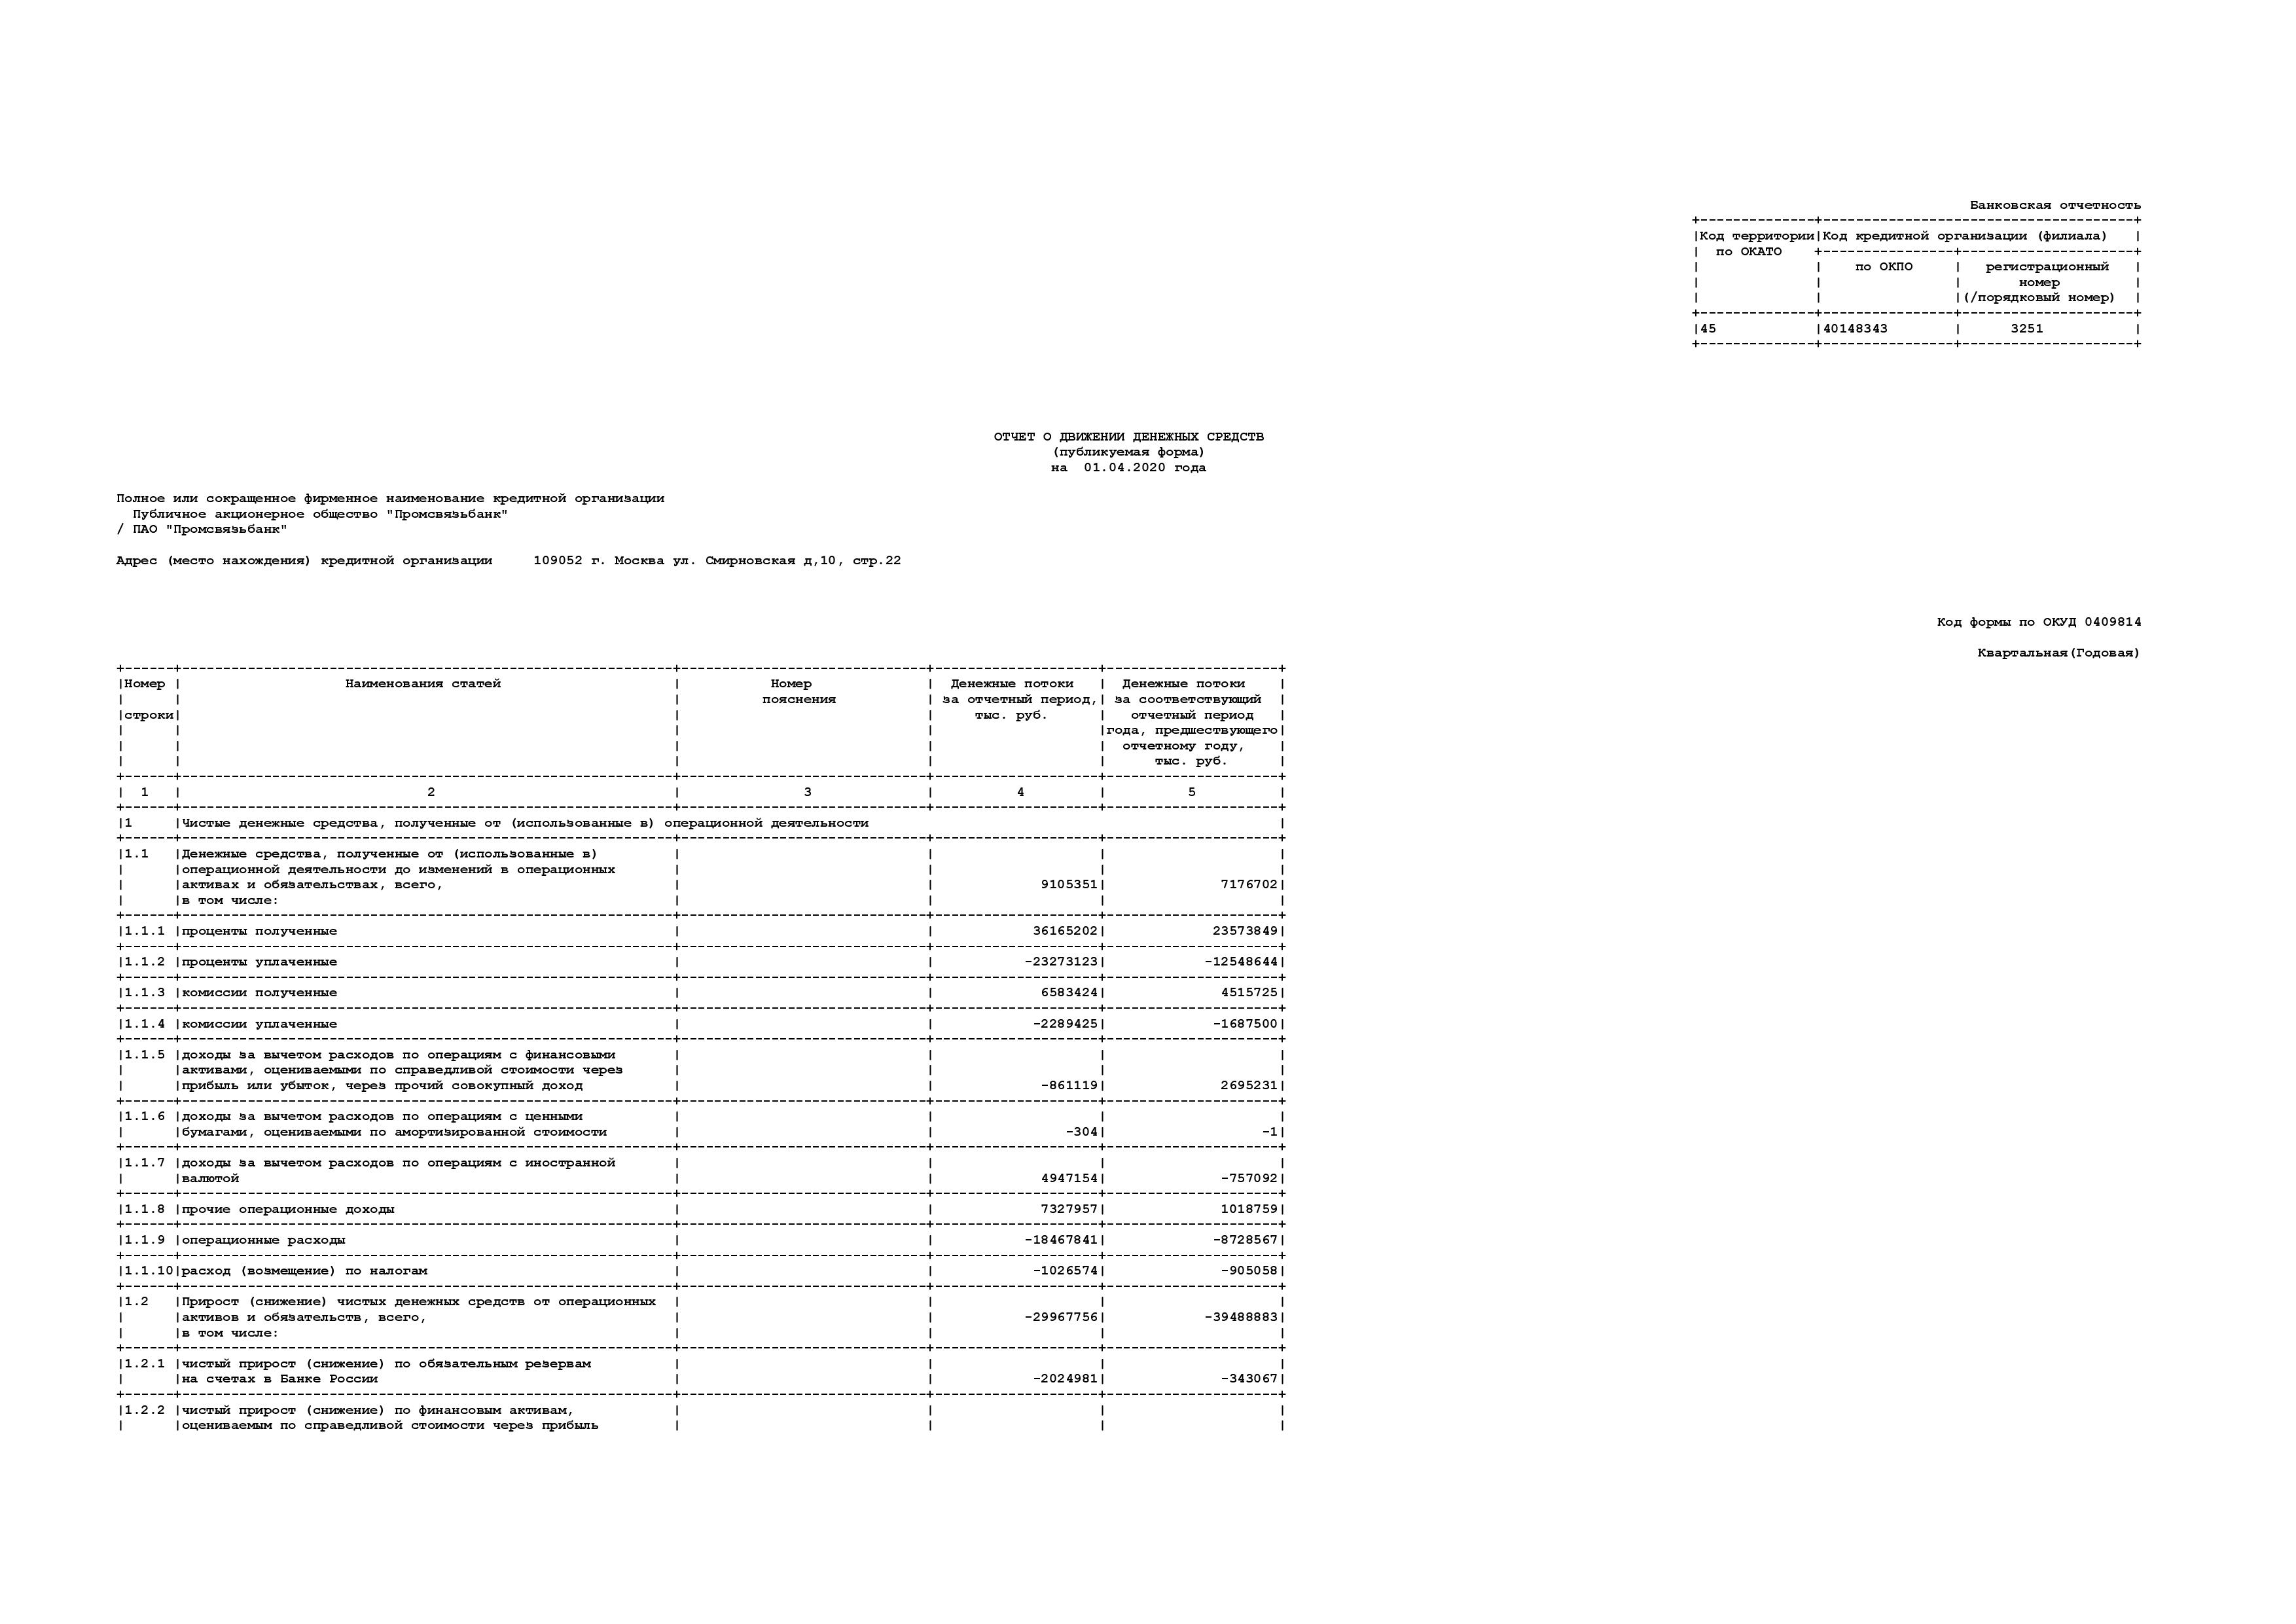 Банковская отчетность
+--------------+--------------------------------------+
|Код территории|Код кредитной организации (филиала)   |
|  по ОКАТО    +----------------+---------------------+
|              |    по ОКПО     |   регистрационный   |
|              |                |       номер         |
|              |                |(/порядковый номер)  |
+--------------+----------------+---------------------+
|45            |40148343        |      3251           |
+--------------+----------------+---------------------+
ОТЧЕТ О ДВИЖЕНИИ ДЕНЕЖНЫХ СРЕДСТВ
(публикуемая форма)
на  01.04.2020 года
Полное или сокращенное фирменное наименование кредитной организации
Публичное акционерное общество "Промсвязьбанк"
/ ПАО "Промсвязьбанк"
Адрес (место нахождения) кредитной организации     109052 г. Москва ул. Смирновская д,10, стр.22
Код формы по ОКУД 0409814
Квартальная(Годовая)
|Номер | Наименования статей | Номер | Денежные потоки | Денежные потоки |
| | | пояснения | за отчетный период,| за соответствующий |
|строки| | | тыс. руб. | отчетный период |
| | | | |года, предшествующего|
| | | | | отчетному году, |
| | | | | тыс. руб. |
| 1 | 2 | 3 | 4 | 5 |
|1 |Чистые денежные средства, полученные от (использованные в) операционной деятельности |
|1.1 |Денежные средства, полученные от (использованные в) | | | |
| |операционной деятельности до изменений в операционных | | | |
| |активах и обязательствах, всего, | | 9105351| 7176702|
| |в том числе: | | | |
|1.1.1 |проценты полученные | | 36165202| 23573849|
|1.1.2 |проценты уплаченные | | -23273123| -12548644|
|1.1.3 |комиссии полученные | | 6583424| 4515725|
|1.1.4 |комиссии уплаченные | | -2289425| -1687500|
|1.1.5 |доходы за вычетом расходов по операциям с финансовыми | | | |
| |активами, оцениваемыми по справедливой стоимости через | | | |
| |прибыль или убыток, через прочий совокупный доход | | -861119| 2695231|
|1.1.6 |доходы за вычетом расходов по операциям с ценными | | | |
| |бумагами, оцениваемыми по амортизированной стоимости | | -304| -1|
|1.1.7 |доходы за вычетом расходов по операциям с иностранной | | | |
| |валютой | | 4947154| -757092|
|1.1.8 |прочие операционные доходы | | 7327957| 1018759|
|1.1.9 |операционные расходы | | -18467841| -8728567|
|1.1.10|расход (возмещение) по налогам | | -1026574| -905058|
|1.2 |Прирост (снижение) чистых денежных средств от операционных | | | |
| |активов и обязательств, всего, | | -29967756| -39488883|
| |в том числе: | | | |
|1.2.1 |чистый прирост (снижение) по обязательным резервам | | | |
| |на счетах в Банке России | | -2024981| -343067|
|1.2.2 |чистый прирост (снижение) по финансовым активам, | | | |
| |оцениваемым по справедливой стоимости через прибыль | | | |